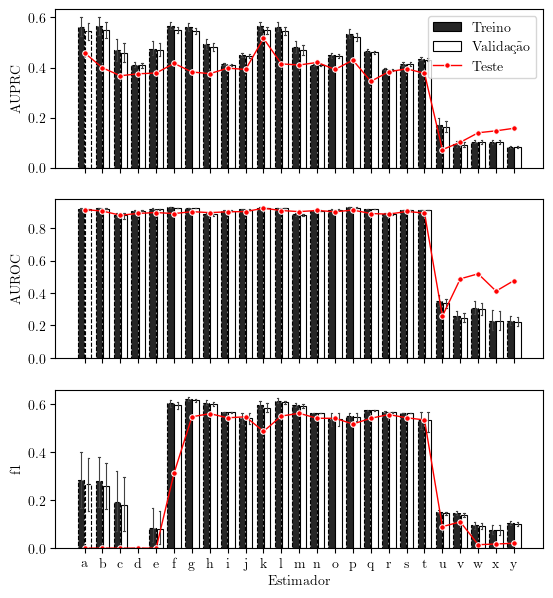 AUPRC
0.6
0.4
0.2
0.0
Treino
Validação
Teste
AUROC
0.8
0.6
0.4
0.2
0.0
f1
0.6
0.4
0.2
0.0
a b c d e f g h i j k l m n o p q r s t u v w x y
Estimador